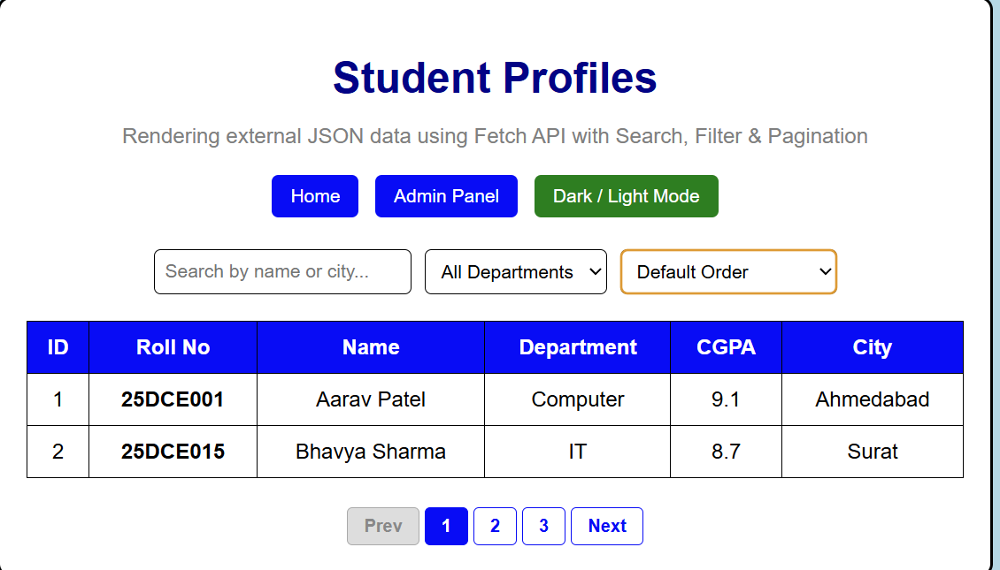 Student Profiles
Rendering external JSON data using Fetch API with Search, Filter & Pagination
Home Admin Panel Dark / Light Mode
Search by name or city... All Departments Default Order
ID Roll No Name Department CGPA City
1 25DCE001 Aarav Patel Computer 9.1 Ahmedabad
2 25DCE015 Bhavya Sharma IT 8.7 Surat
Prev 1 2 3 Next